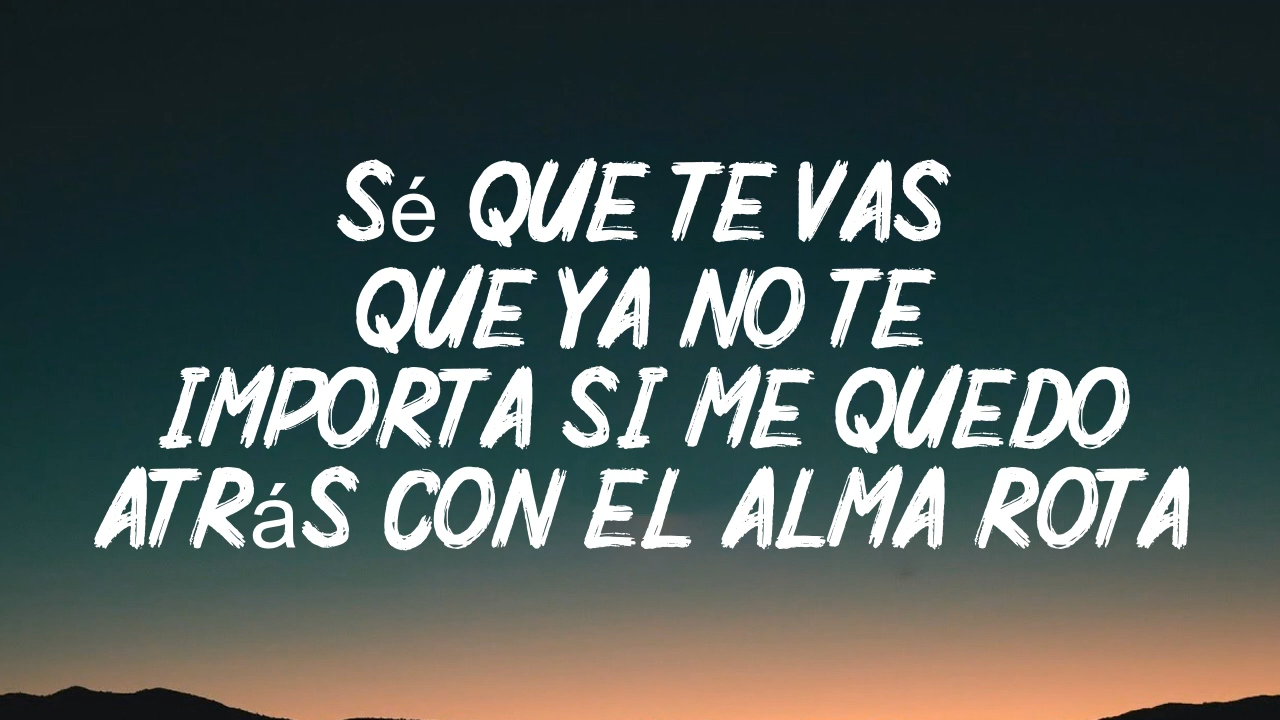 Sé QUE TE VAS
QUE YA NO TE
IMPORTA SI ME QUEDO
ATRáS CON EL ALMA ROTA